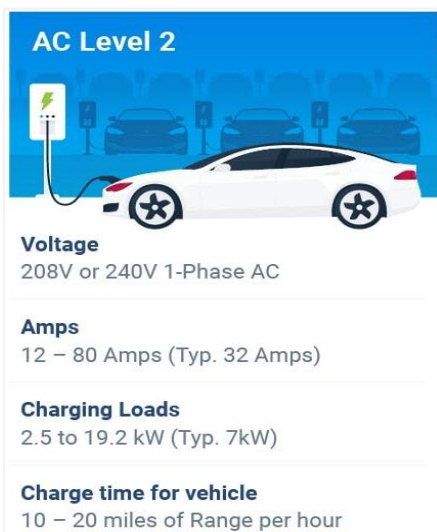 AC Level 2
Voltage
208V or 240V 1-Phase AC
Amps
12 – 80 Amps (Typ. 32 Amps)
Charging Loads
2.5 to 19.2 kW (Typ. 7kW)
Charge time for vehicle
10 – 20 miles of Range per hour